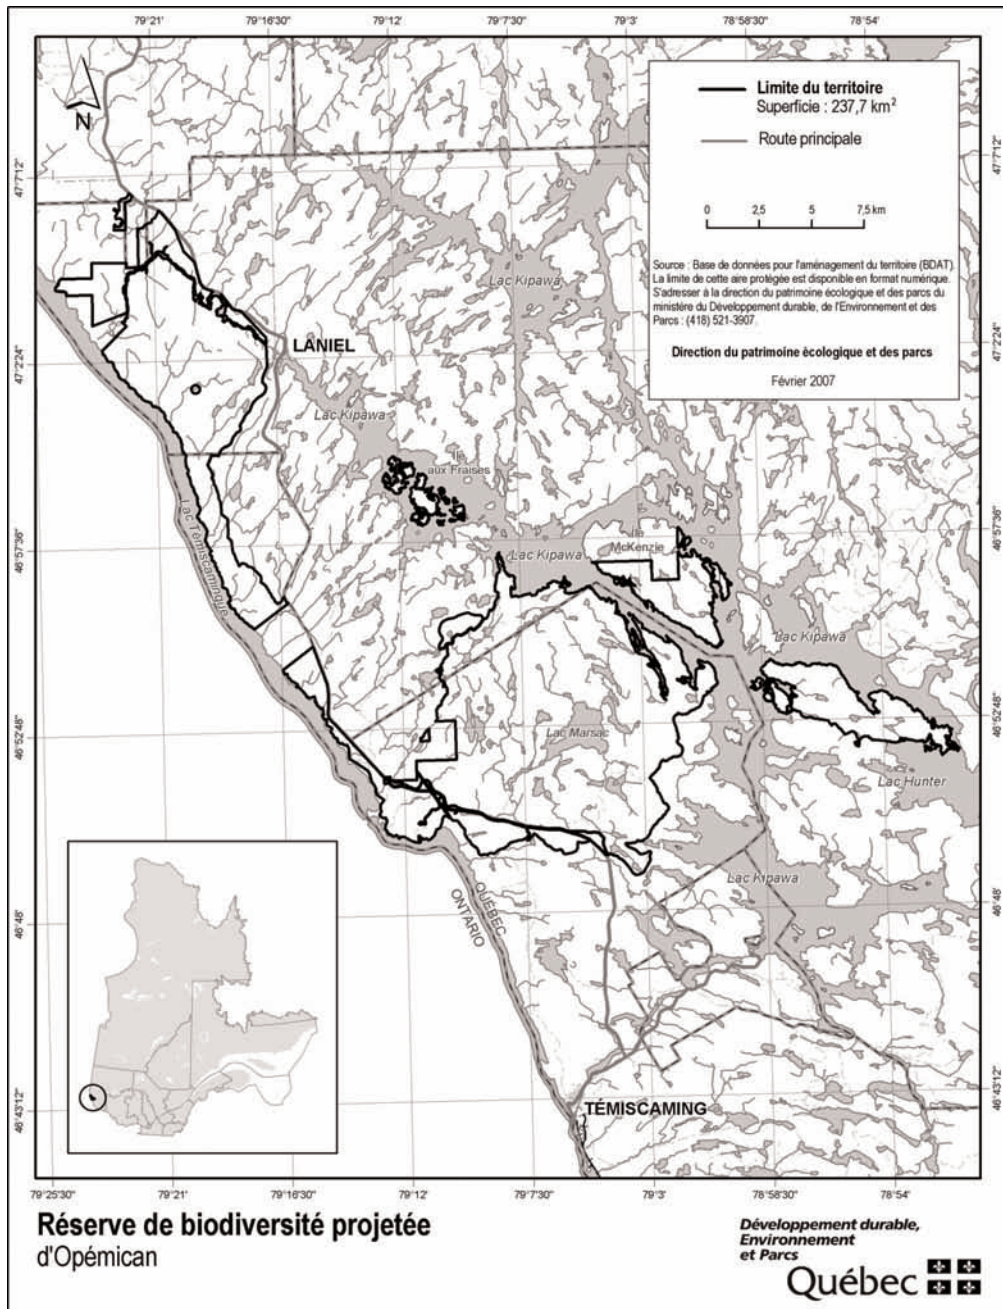 79°21'
79°16'30"
79°12'
79°7'30"
79°3'
78°58'30"
78°54'
N
Limite du territoire
Superficie : 237,7 km²
Route principale
0 2,5 5 7,5 km
Source : Base de données pour l'aménagement du territoire (BDAT)
La limite de cette aire protégée est disponible en format numérique.
S'adresser à la direction du patrimoine écologique et des parcs du
ministère du Développement durable, de l'Environnement et des
Parcs : (418) 521-3907.
Direction du patrimoine écologique et des parcs
Février 2007
47°7'12"
47°7'12"
Lac Kipawa
LANIEL
47°2'24"
47°2'24"
Lac Kipawa
Ile
aux Fraises
Lac Témiscamingue
46°57'36"
46°57'36"
Lac Kipawa
Ile
McKenzie
Lac Kipawa
46°52'48"
46°52'48"
Lac Marsac
Lac Hunter
Lac Kipawa
QUÉBEC
ONTARIO
46°48'
46°48'
46°43'12"
46°43'12"
TÉMISCAMING
79°25'30"
79°21'
79°16'30"
79°12'
79°7'30"
79°3'
78°58'30"
78°54'
Réserve de biodiversité projetée
d'Opémican
Développement durable,
Environnement
et Parcs
Québec